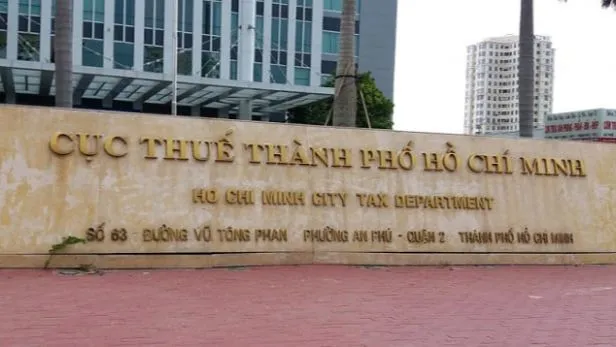 CỤC THUẾ THÀNH PHỐ HỒ CHÍ MINH
HO CHI MINH CITY TAX DEPARTMENT
SỐ 63 - ĐƯỜNG VŨ TÔNG PHAN - PHƯỜNG AN PHÚ - QUẬN 2 THÀNH PHỐ HỒ CHÍ MINH